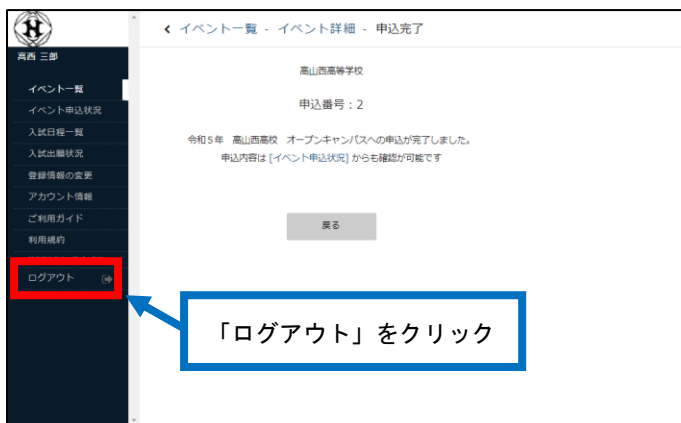 高西 三郎
イベント一覧
イベント申込状況
入試日程一覧
入試出願状況
登録情報の変更
アカウント情報
ご利用ガイド
利用規約
ログアウト
イベント一覧 - イベント詳細 - 申込完了
高山西高等学校
申込番号：2
令和５年　高山西高校　オープンキャンパスへの申込が完了しました。
申込内容は [イベント申込状況] からも確認が可能です
戻る
「ログアウト」をクリック